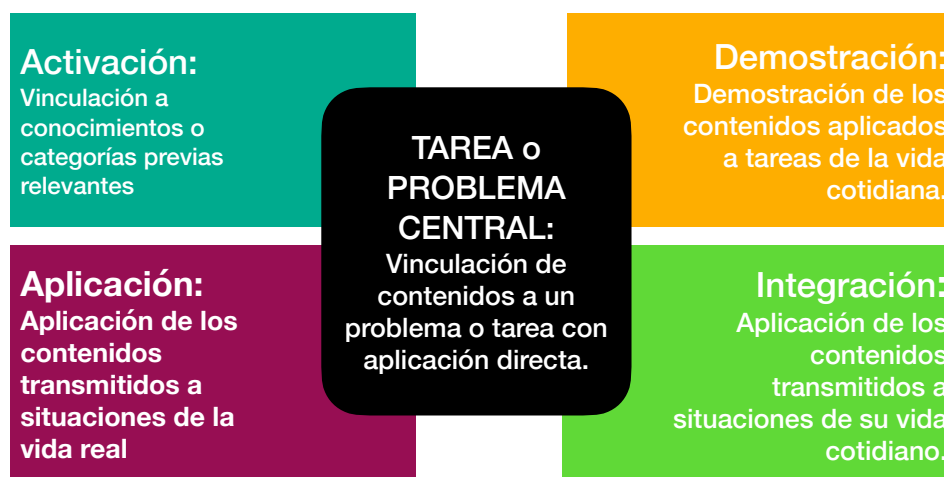 Activación:
Vinculación a
conocimientos o
categorías previas
relevantes
Demostración:
Demostración de los
contenidos aplicados
a tareas de la vida
cotidiana.
TAREA o
PROBLEMA
CENTRAL:
Vinculación de
contenidos a un
problema o tarea con
aplicación directa.
Aplicación:
Aplicación de los
contenidos
transmitidos a
situaciones de la
vida real
Integración:
Aplicación de los
contenidos
transmitidos a
situaciones de su vida
cotidiano.